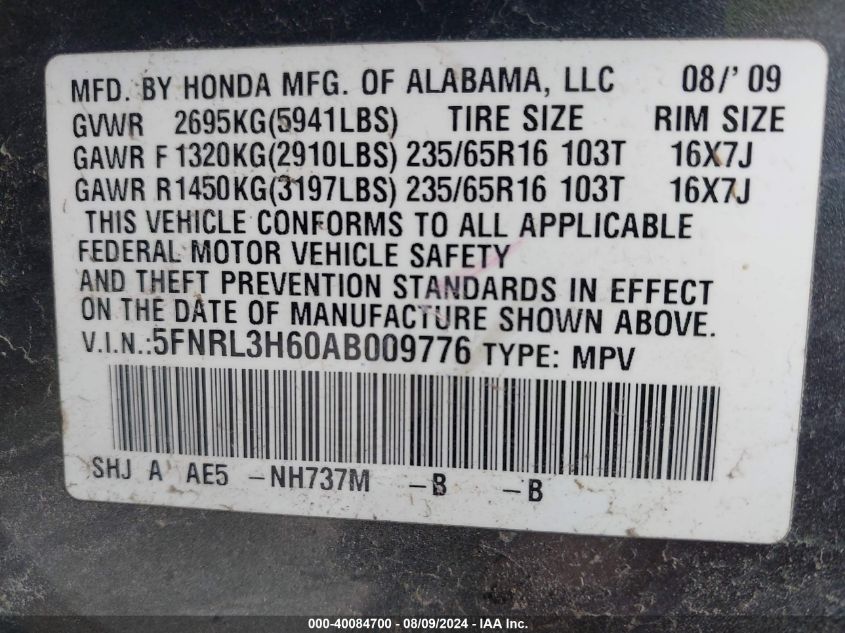 MFD. BY HONDA MFG. OF ALABAMA, LLC 08/' 09
GVWR 2695KG(5941LBS) TIRE SIZE RIM SIZE
GAWR F 1320KG(2910LBS) 235/65R16 103T 16X7J
GAWR R1450KG(3197LBS) 235/65R16 103T 16X7J
THIS VEHICLE CONFORMS TO ALL APPLICABLE
FEDERAL MOTOR VEHICLE SAFETY
AND THEFT PREVENTION STANDARDS IN EFFECT
ON THE DATE OF MANUFACTURE SHOWN ABOVE.
V.I.N.:5FNRL3H60AB009776 TYPE: MPV
SHJ A AE5 -NH737M -B -B
000-40084700 - 08/09/2024 - IAAI.COM